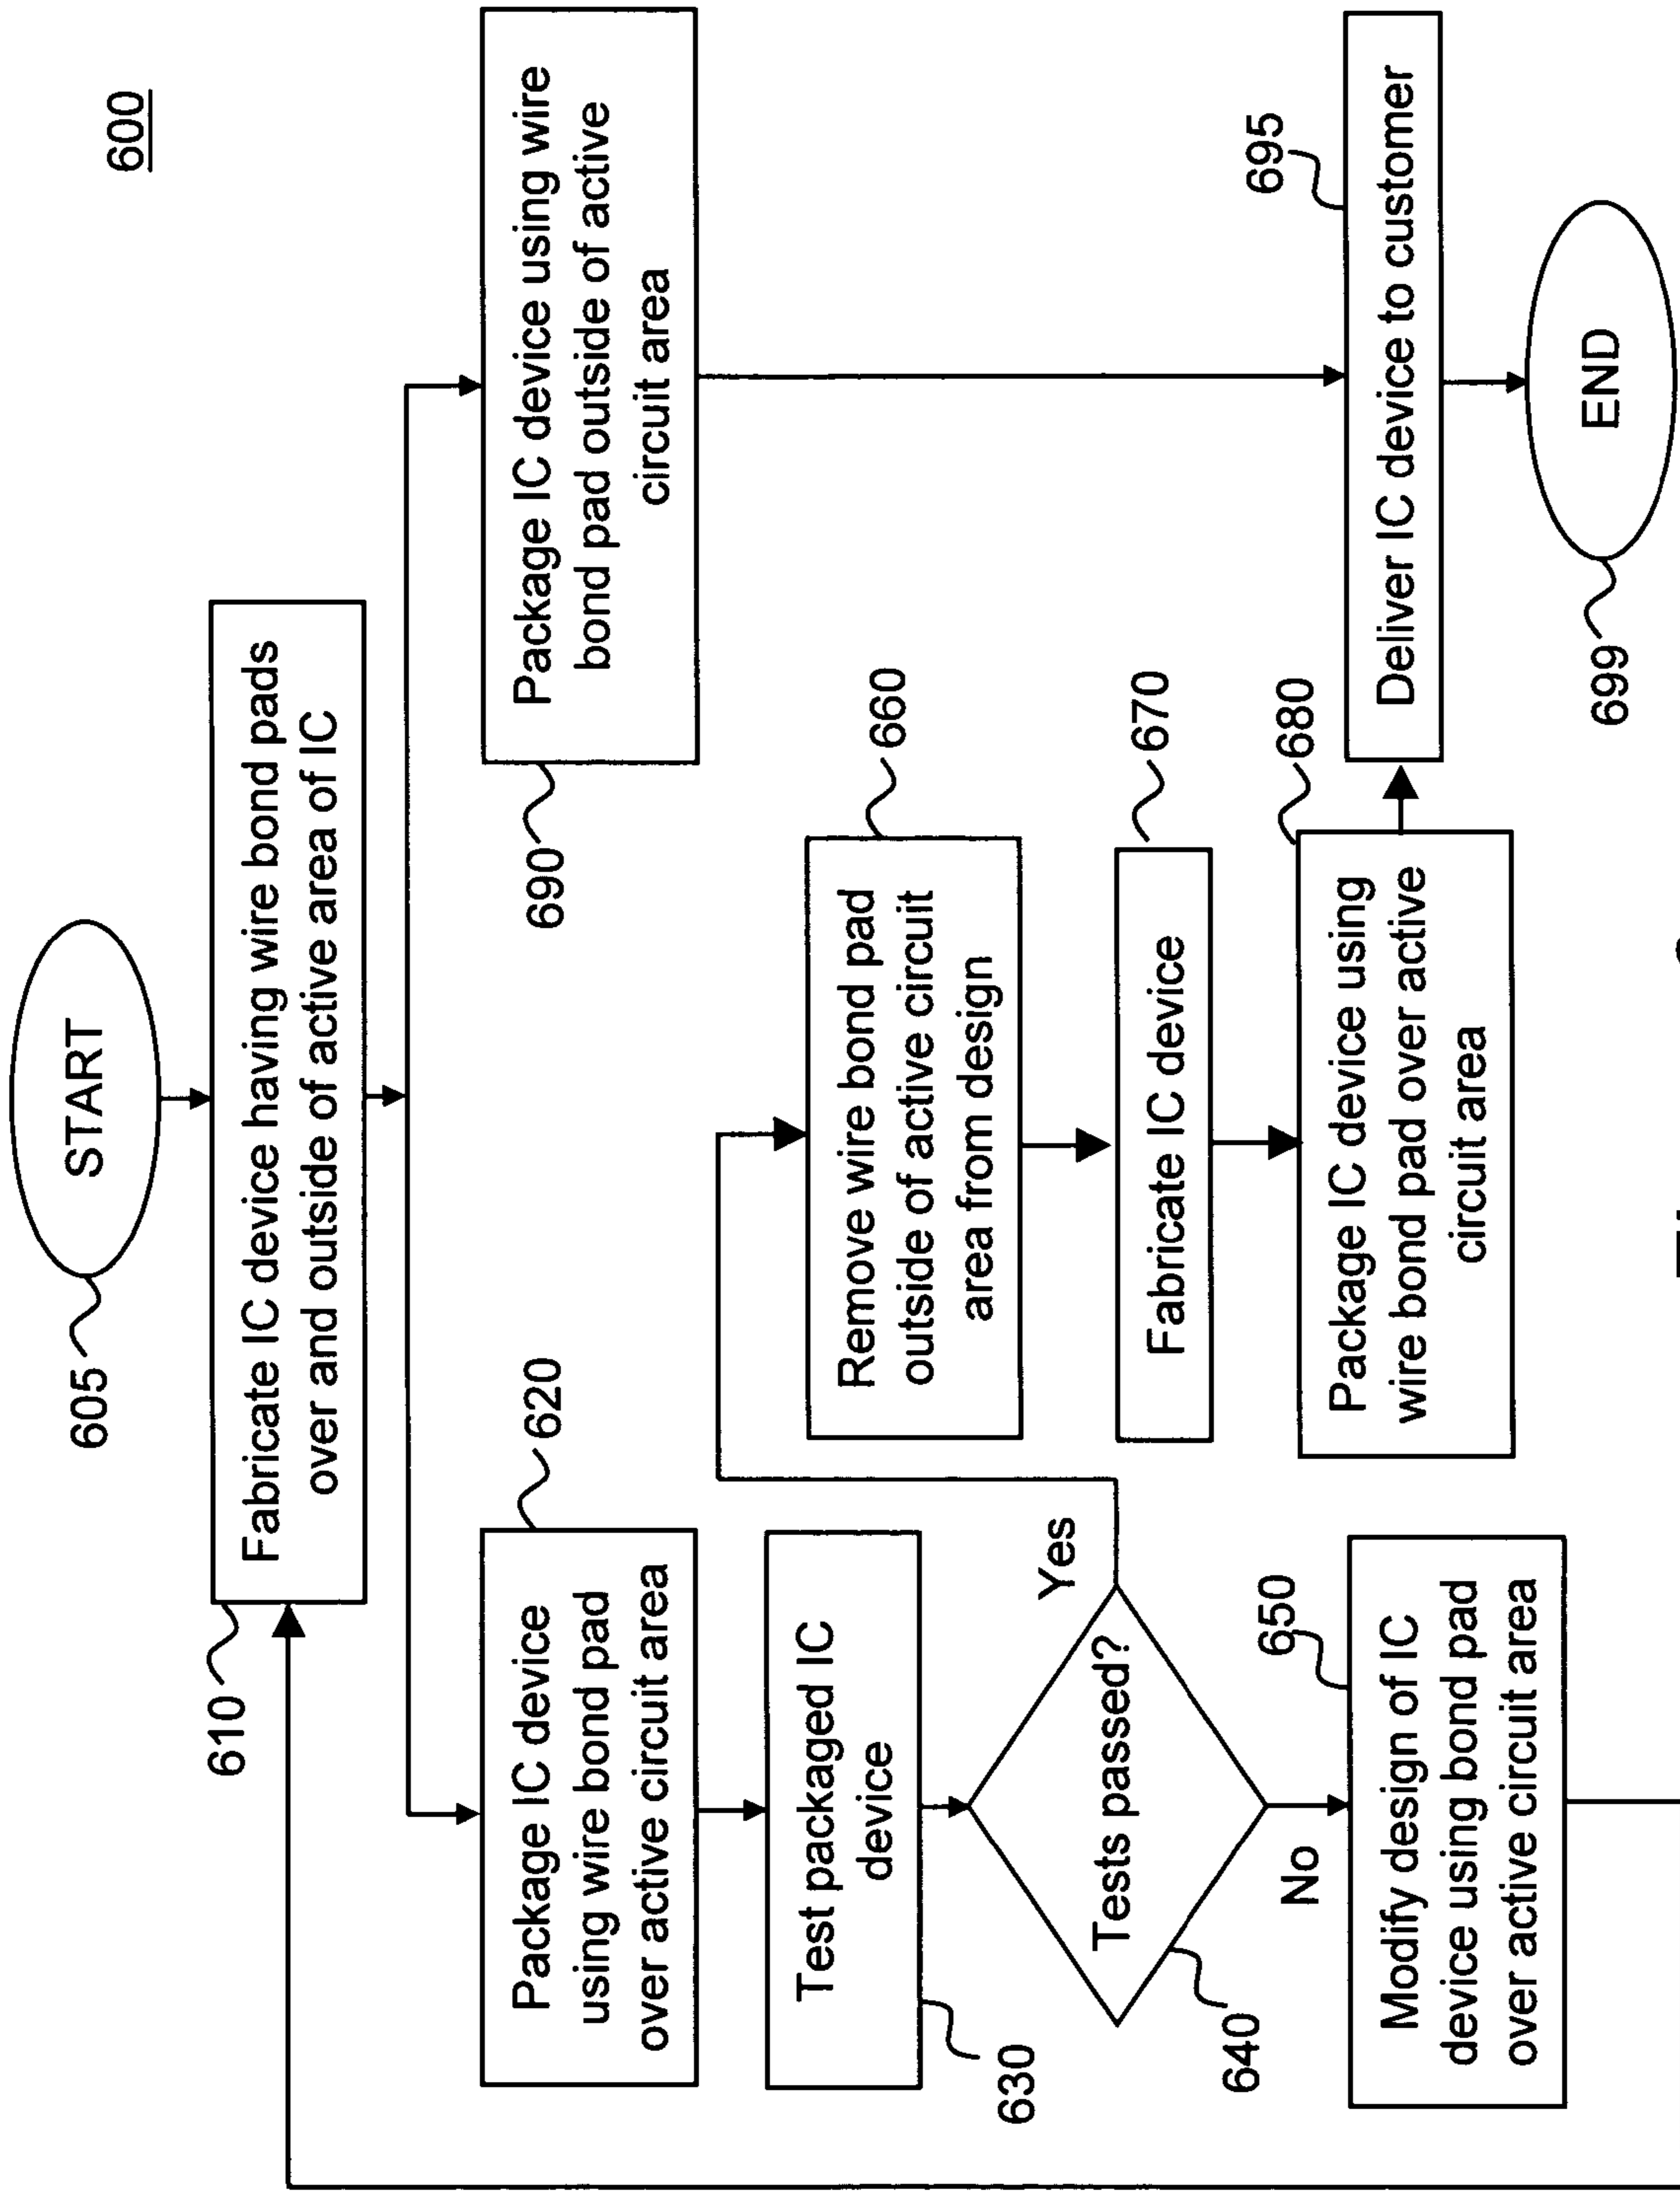 600
START
605
Fabricate IC device having wire bond pads
over and outside of active area of IC
610
Package IC device
using wire bond pad
over active circuit area
620
Package IC device using wire
bond pad outside of active
circuit area
690
Test packaged IC
device
630
Tests passed?
640
Yes
No
Remove wire bond pad
outside of active circuit
area from design
660
Fabricate IC device
670
Modify design of IC
device using bond pad
over active circuit area
650
Package IC device using
wire bond pad over active
circuit area
680
Deliver IC device to customer
695
END
699